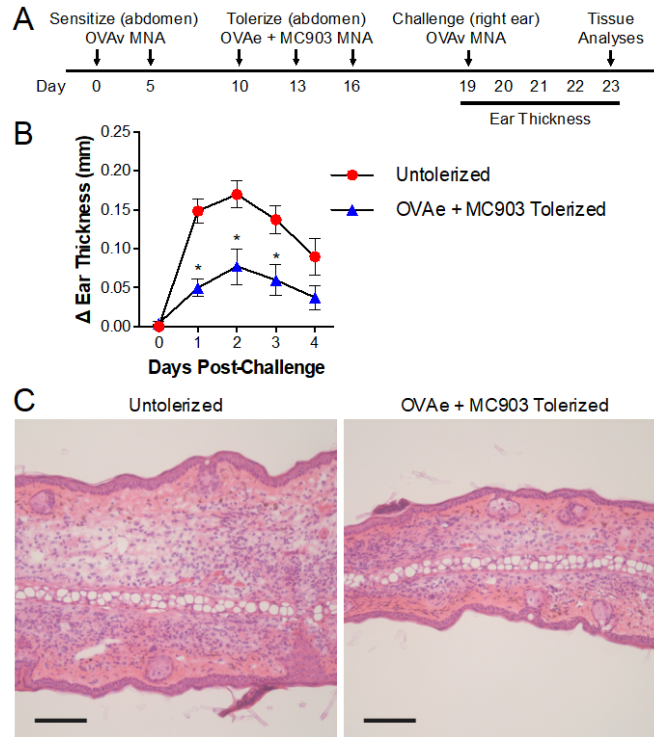 A
Sensitize (abdomen) Tolerize (abdomen) Challenge (right ear) Tissue
OVAv MNA OVAe + MC903 MNA OVAv MNA Analyses
Day 0 5 10 13 16 19 20 21 22 23
Ear Thickness
B
Δ Ear Thickness (mm)
0.25
0.20
0.15
0.10
0.05
0.00
* * *
0 1 2 3 4
Days Post-Challenge
Untolerized
OVAe + MC903 Tolerized
C
Untolerized OVAe + MC903 Tolerized